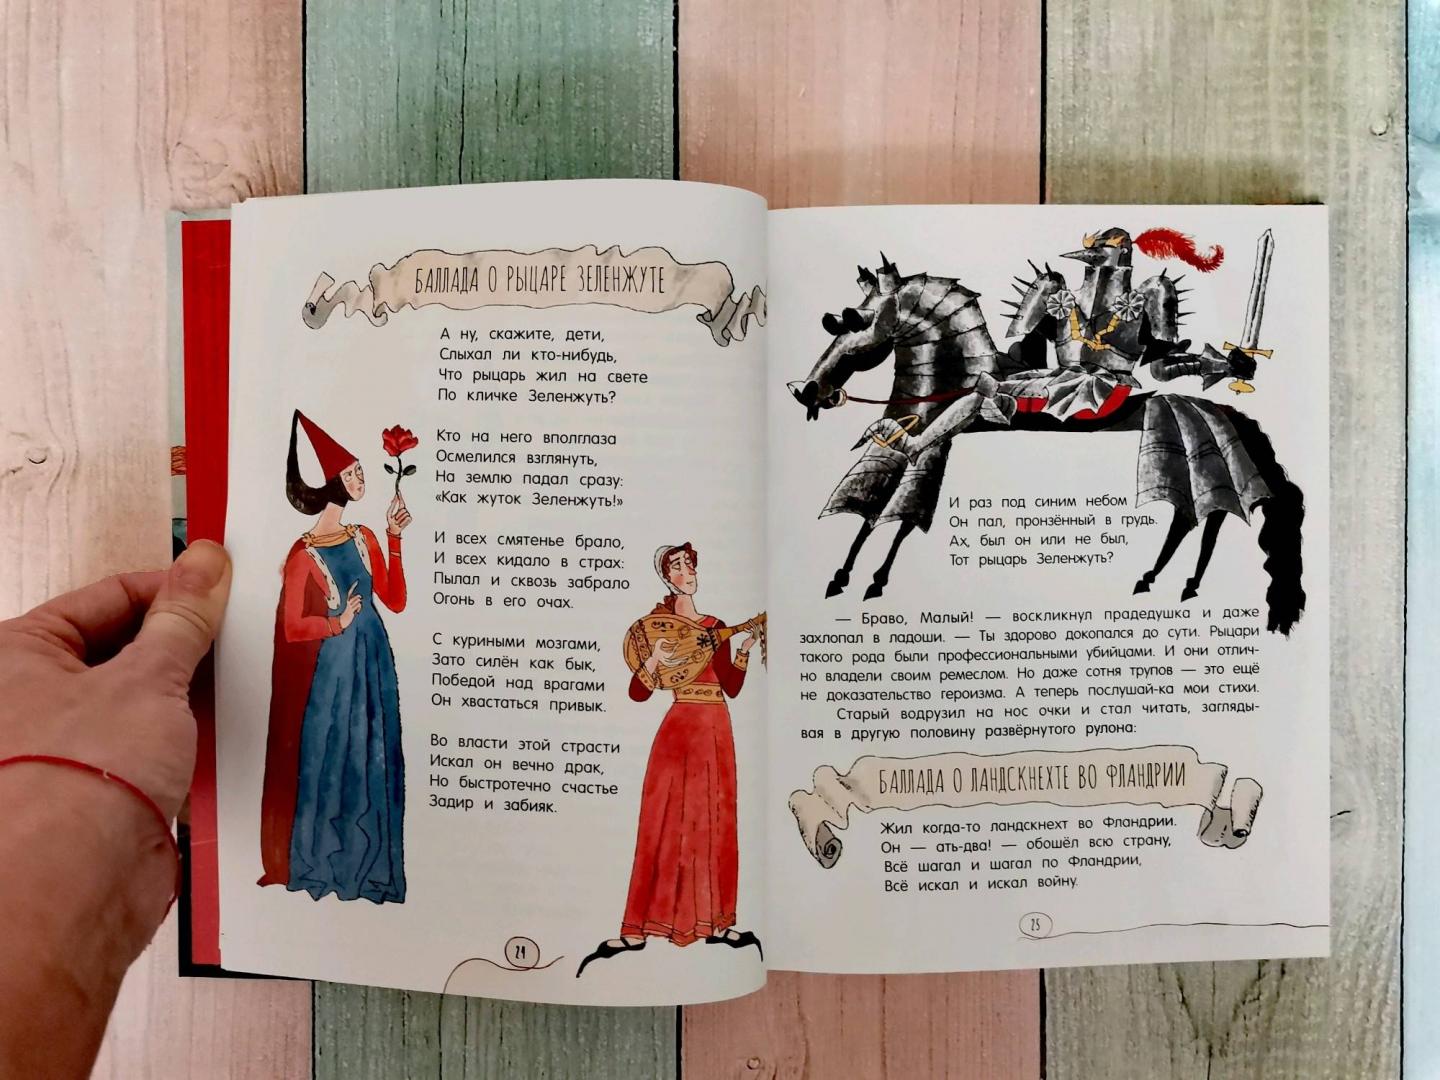 БАЛЛАДА О РЫЦАРЕ ЗЕЛЕНЖУТЕ
А ну, скажите, дети,
Слыхал ли кто-нибудь,
Что рыцарь жил на свете
По кличке Зеленжуть?
Кто на него вполглаза
Осмелился взглянуть,
На землю падал сразу:
«Как жуток Зеленжуть!»
И всех смятенье брало,
И всех кидало в страх:
Пылал и сквозь забрало
Огонь в его очах.
С куриными мозгами,
Зато силён как бык,
Победой над врагами
Он хвастаться привык.
Во власти этой страсти
Искал он вечно драк,
Но быстротечно счастье
Задир и забияк.
24
И раз под синим небом
Он пал, пронзённый в грудь.
Ах, был он или не был,
Тот рыцарь Зеленжуть?
— Браво, Малый! — воскликнул прадедушка и даже
захлопал в ладоши. — Ты здорово докопался до сути. Рыцари
такого рода были профессиональными убийцами. И они отлич-
но владели своим ремеслом. Но даже сотня трупов — это ещё
не доказательство героизма. А теперь послушай-ка мои стихи.
Старый водрузил на нос очки и стал читать, загляды-
вая в другую половину развёрнутого рулона:
БАЛЛАДА О ЛАНДСКНЕХТЕ ВО ФЛАНДРИИ
Жил когда-то ландскнехт во Фландрии.
Он — ать-два! — обошёл всю страну,
Всё шагал и шагал по Фландрии,
Всё искал и искал войну.
25